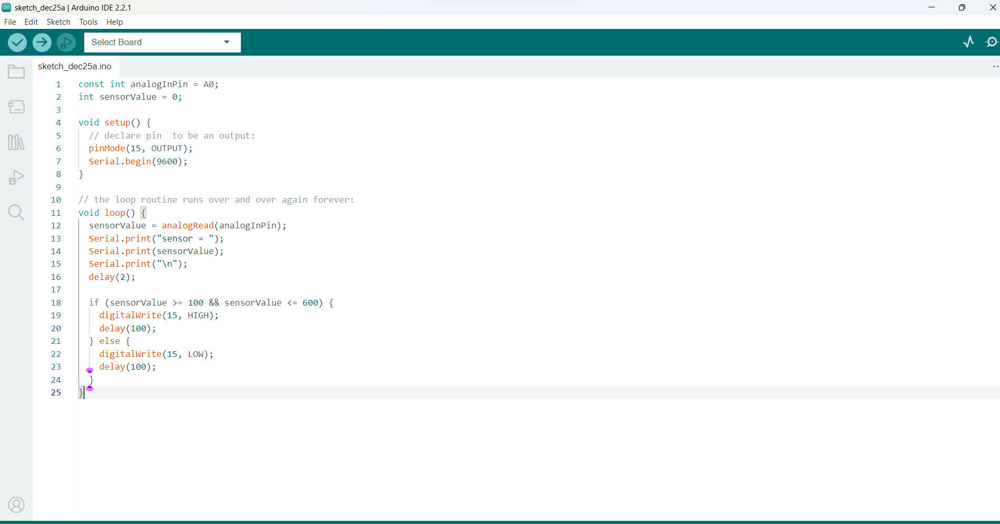 sketch_dec25a | Arduino IDE 2.2.1
File Edit Sketch Tools Help
Select Board
sketch_dec25a.ino
1 const int analogInPin = A0;
2 int sensorValue = 0;
3
4 void setup() {
5 // declare pin  to be an output:
6 pinMode(15, OUTPUT);
7 Serial.begin(9600);
8 }
9
10 // the loop routine runs over and over again forever:
11 void loop() {
12 sensorValue = analogRead(analogInPin);
13 Serial.print("sensor = ");
14 Serial.print(sensorValue);
15 Serial.print("\n");
16 delay(2);
17
18 if (sensorValue >= 100 && sensorValue <= 600) {
19 digitalWrite(15, HIGH);
20 delay(100);
21 } else {
22 digitalWrite(15, LOW);
23 delay(100);
24 }
25 }